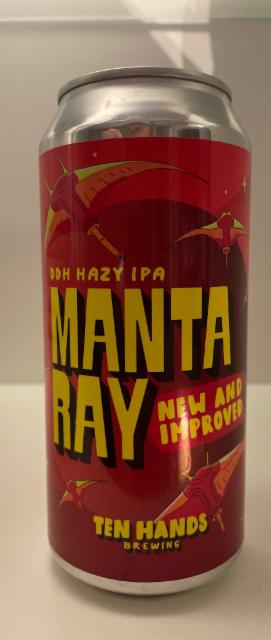 DDH HAZY IPA
MANTA
RAY
NEW AND
IMPROVED
TEN HANDS
BREWING